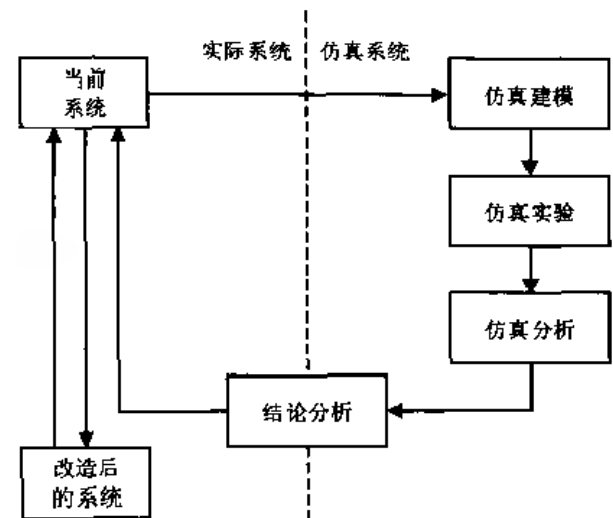 实际系统
仿真系统
当前
系统
仿真建模
仿真实验
仿真分析
结论分析
改造后
的系统